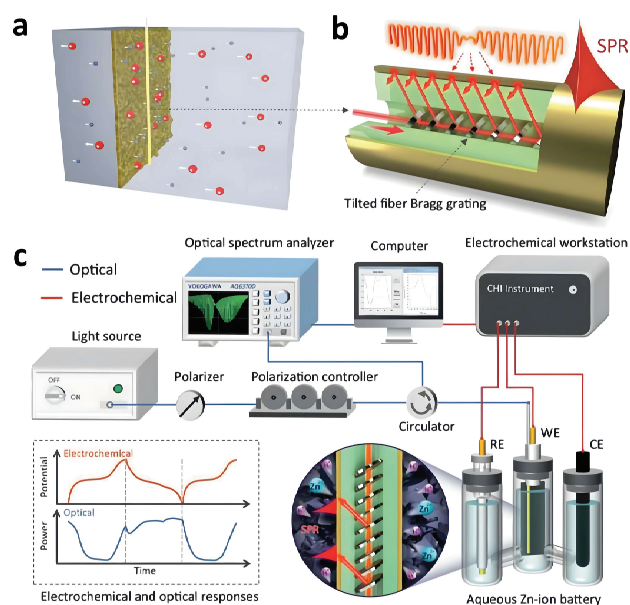 a
b
SPR
Tilted fiber Bragg grating
c
Optical
Electrochemical
Optical spectrum analyzer
Computer
Electrochemical workstation
YOKOGAWA AQ6370D
CHI Instrument
Light source
OFF
ON
Polarizer
Polarization controller
Circulator
RE
WE
CE
Electrochemical
Potential
Optical
Power
Time
Electrochemical and optical responses
SPR
Zn
Zn
Aqueous Zn-ion battery